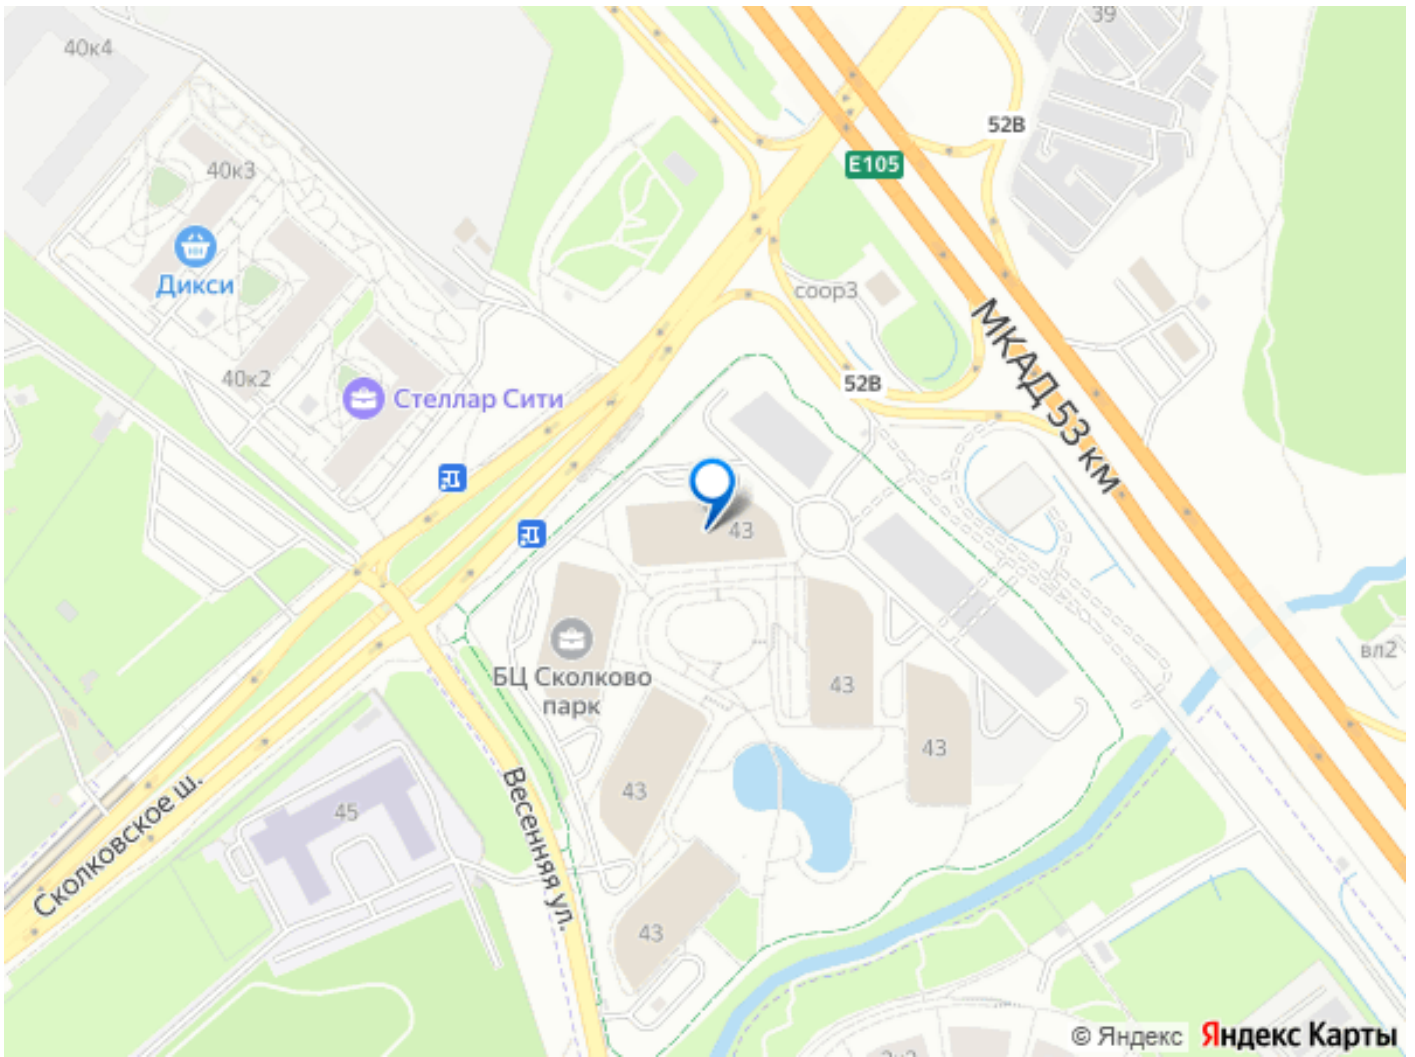 40к4
39
52В
E105
40к3
Дикси
соор3
40к2
52В
МКАД 53 км
Стеллар Сити
43
вл2
БЦ Сколково
парк
43
43
43
45
Весенняя ул.
Сколковское ш.
43
© Яндекс
Яндекс Карты